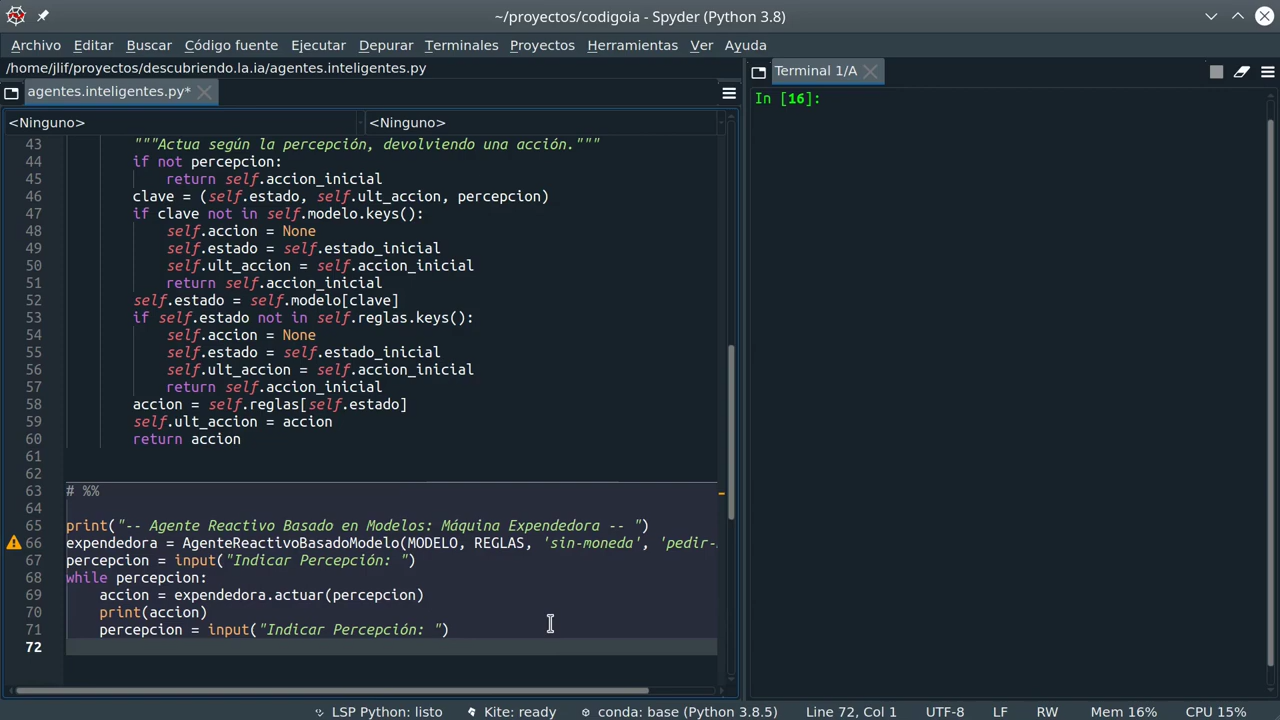 ~/proyectos/codigoia - Spyder (Python 3.8)
Archivo Editar Buscar Código fuente Ejecutar Depurar Terminales Proyectos Herramientas Ver Ayuda
/home/jlif/proyectos/descubriendo.la.ia/agentes.inteligentes.py
agentes.inteligentes.py*
<Ninguno> <Ninguno>
43 """Actua según la percepción, devolviendo una acción."""
44 if not percepcion:
45 return self.accion_inicial
46 clave = (self.estado, self.ult_accion, percepcion)
47 if clave not in self.modelo.keys():
48 self.accion = None
49 self.estado = self.estado_inicial
50 self.ult_accion = self.accion_inicial
51 return self.accion_inicial
52 self.estado = self.modelo[clave]
53 if self.estado not in self.reglas.keys():
54 self.accion = None
55 self.estado = self.estado_inicial
56 self.ult_accion = self.accion_inicial
57 return self.accion_inicial
58 accion = self.reglas[self.estado]
59 self.ult_accion = accion
60 return accion
61
62
63 # %%
64
65 print("-- Agente Reactivo Basado en Modelos: Máquina Expendedora -- ")
66 expendedora = AgenteReactivoBasadoModelo(MODELO, REGLAS, 'sin-moneda', 'pedir-
67 percepcion = input("Indicar Percepción: ")
68 while percepcion:
69 accion = expendedora.actuar(percepcion)
70 print(accion)
71 percepcion = input("Indicar Percepción: ")
72
Terminal 1/A
In [16]:
LSP Python: listo Kite: ready conda: base (Python 3.8.5) Line 72, Col 1 UTF-8 LF RW Mem 16% CPU 15%